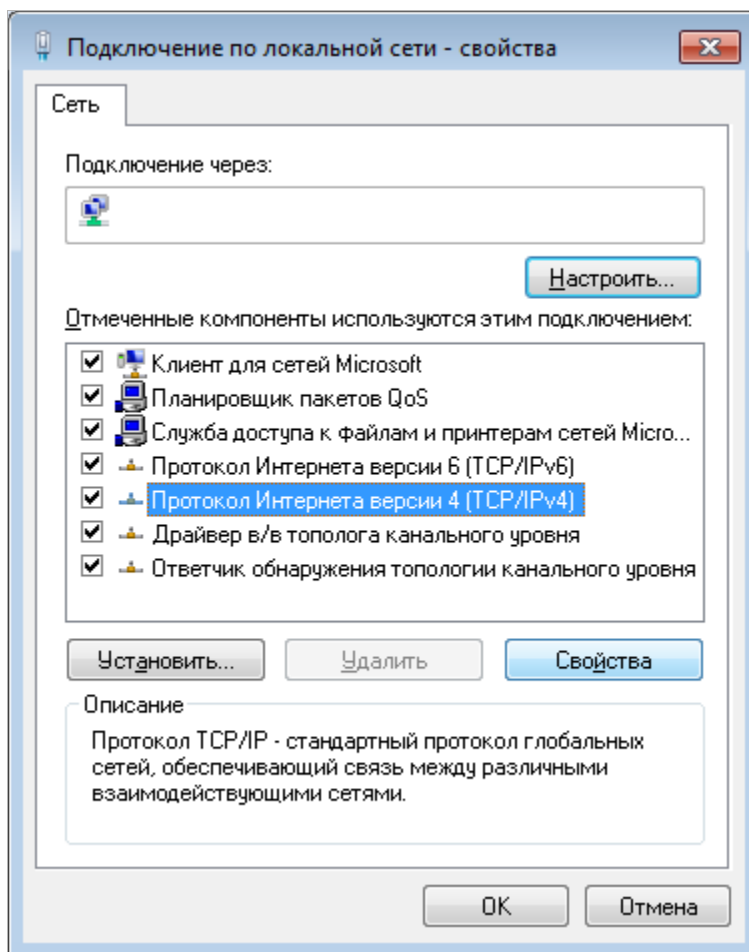 Подключение по локальной сети - свойства
Сеть
Подключение через:
Настроить...
Отмеченные компоненты используются этим подключением:
Клиент для сетей Microsoft
Планировщик пакетов QoS
Служба доступа к файлам и принтерам сетей Micro...
Протокол Интернета версии 6 (TCP/IPv6)
Протокол Интернета версии 4 (TCP/IPv4)
Драйвер в/в тополога канального уровня
Ответчик обнаружения топологии канального уровня
Установить...
Удалить
Свойства
Описание
Протокол TCP/IP - стандартный протокол глобальных
сетей, обеспечивающий связь между различными
взаимодействующими сетями.
OK
Отмена